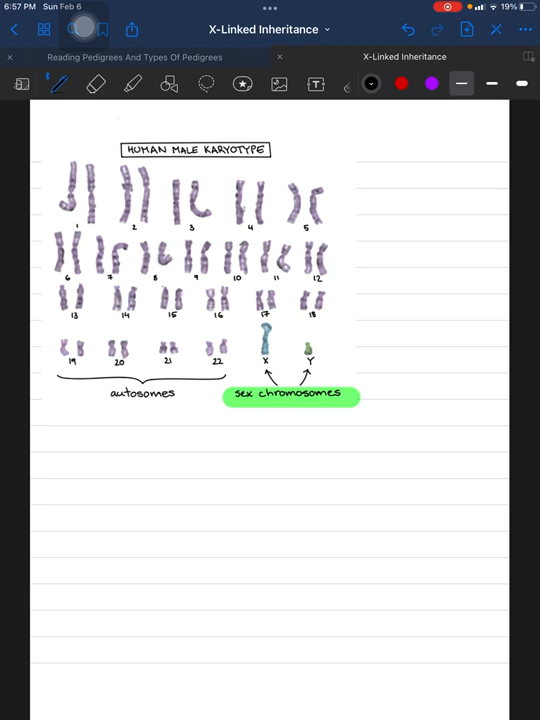 6:57 PM Sun Feb 6
19%
X-Linked Inheritance
Reading Pedigrees And Types Of Pedigrees
X-Linked Inheritance
HUMAN MALE KARYOTYPE
1 2 3 4 5
6 7 8 9 10 11 12
13 14 15 16 17 18
19 20 21 22 X Y
autosomes sex chromosomes